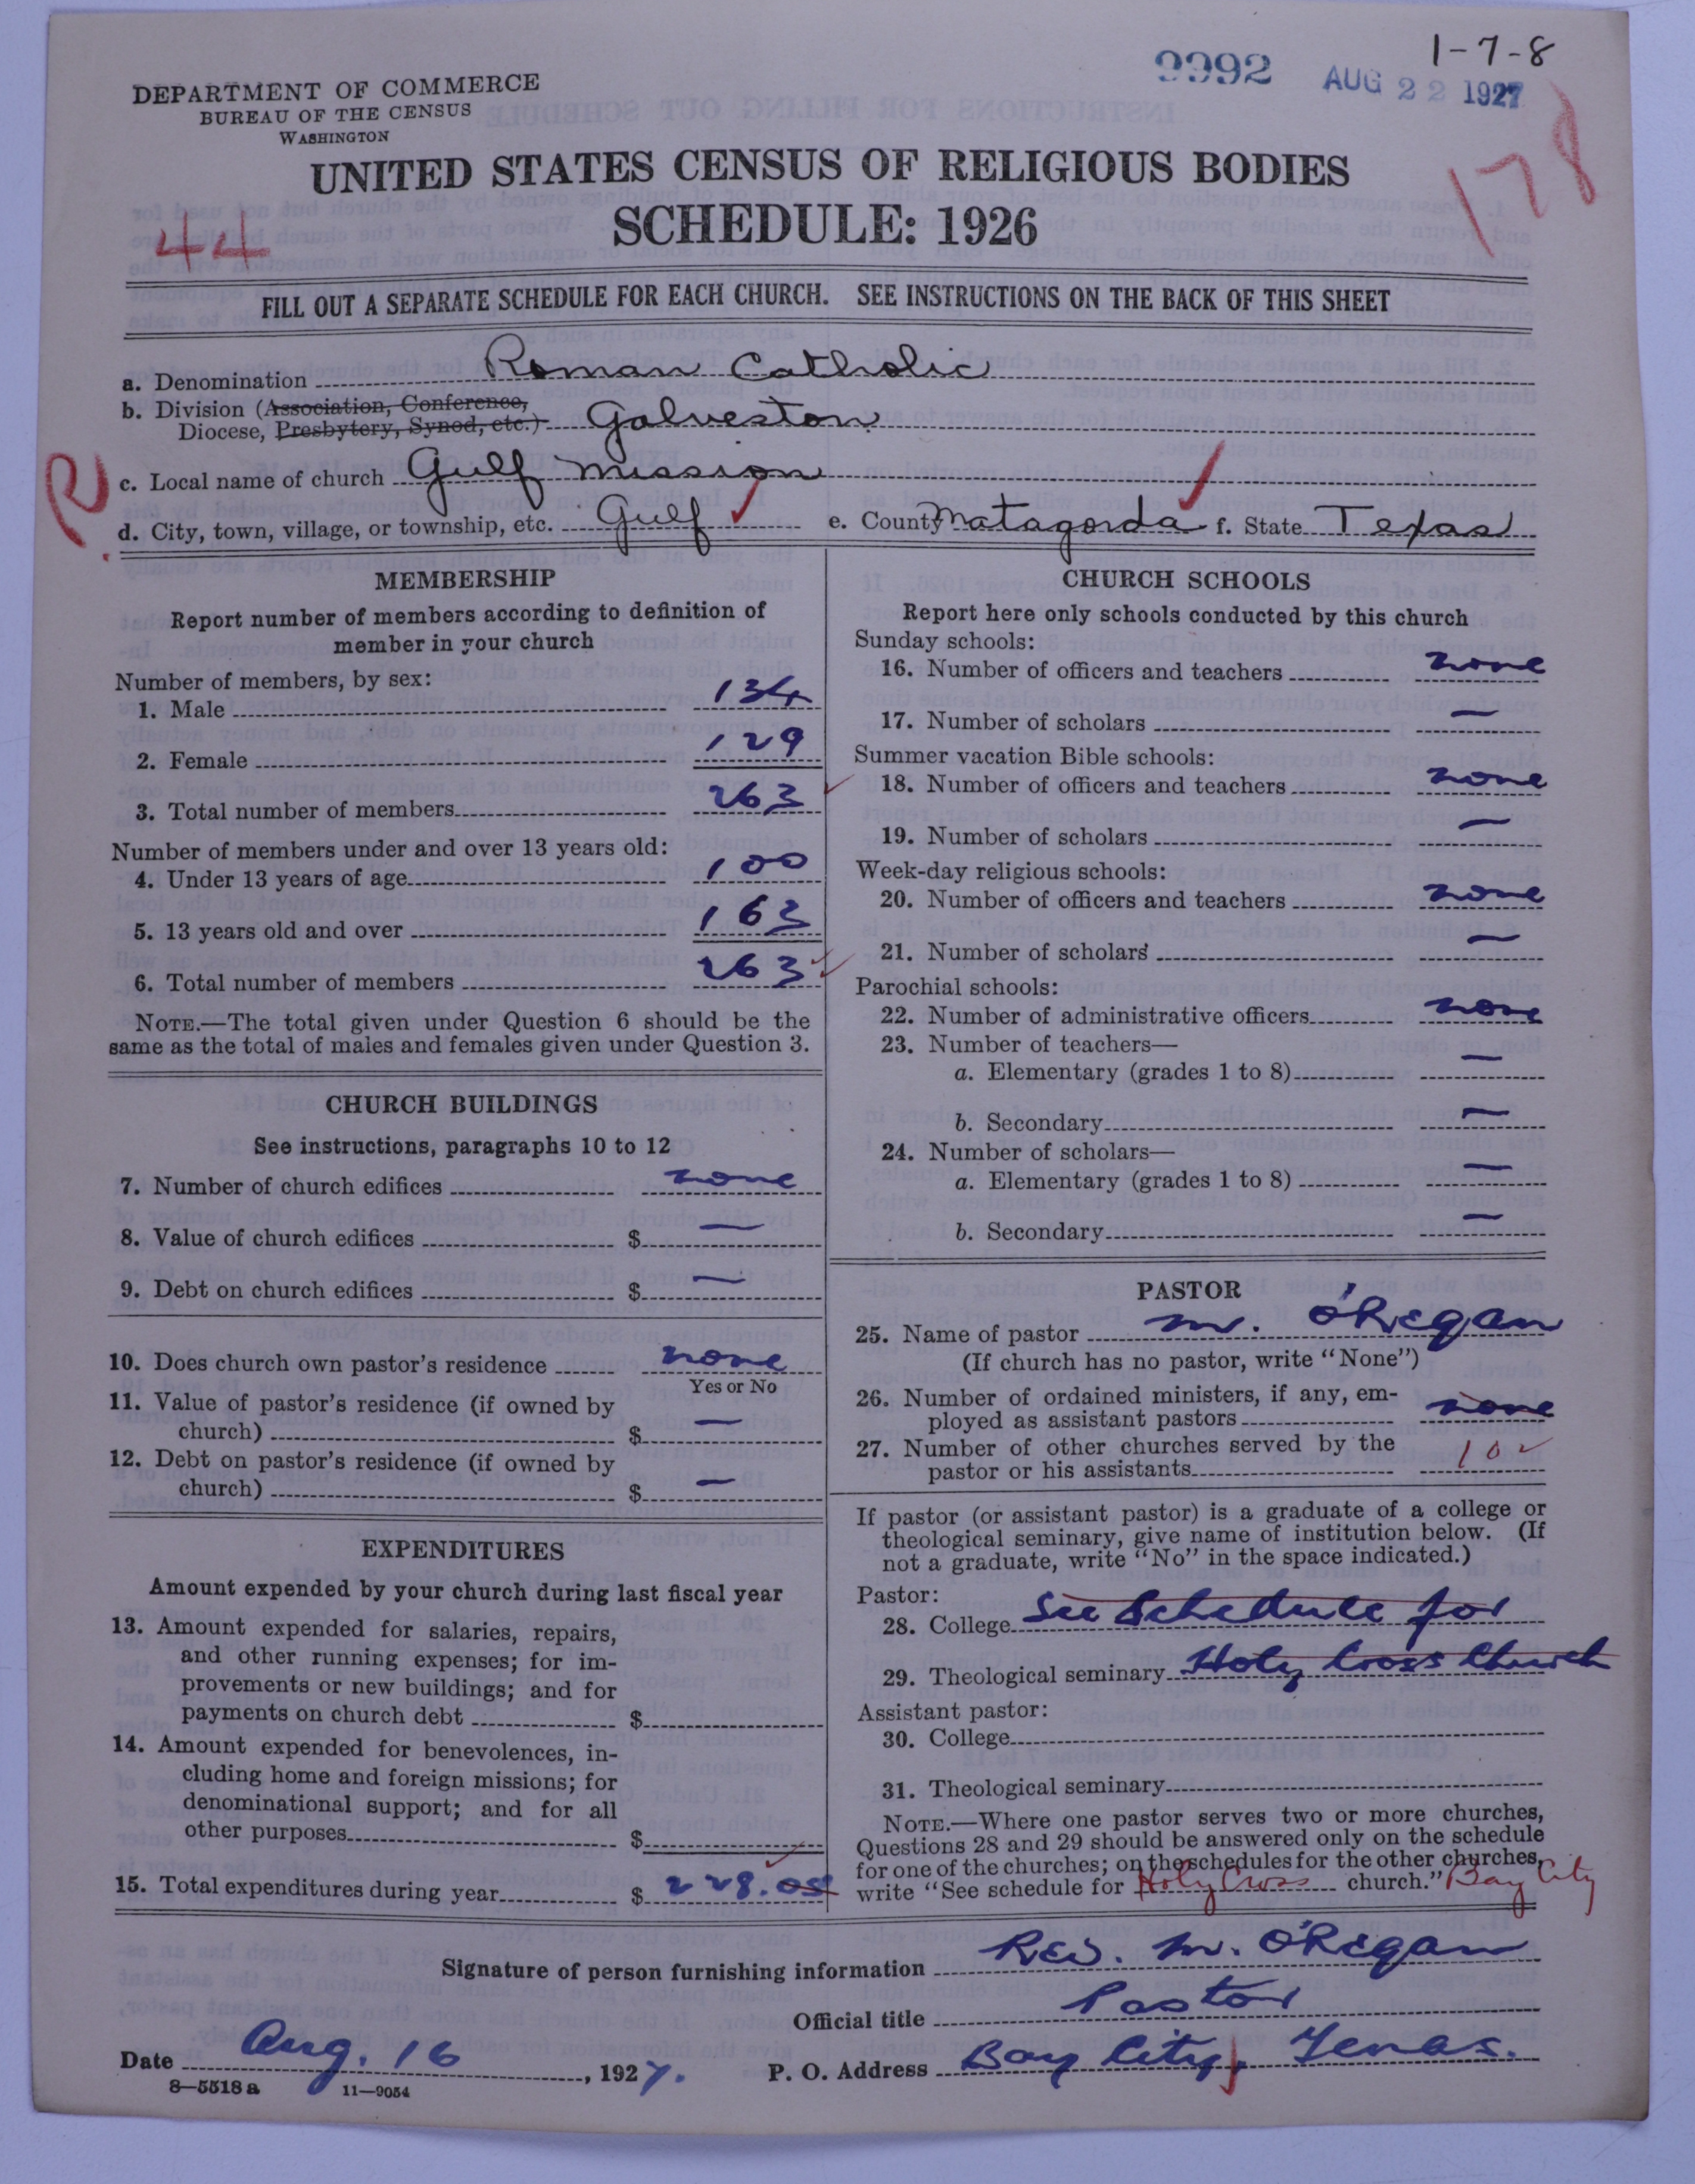 1-7-8
9992 AUG 22 1927
DEPARTMENT OF COMMERCE
BUREAU OF THE CENSUS
WASHINGTON
178
UNITED STATES CENSUS OF RELIGIOUS BODIES
44
SCHEDULE: 1926
FILL OUT A SEPARATE SCHEDULE FOR EACH CHURCH. SEE INSTRUCTIONS ON THE BACK OF THIS SHEET
a. Denomination Roman Catholic
b. Division (Association, Conference,
Diocese, Presbytery, Synod, etc.) Galveston
R
c. Local name of church Gulf mission
d. City, town, village, or township, etc. Gulf e. County Matagorda f. State Texas
MEMBERSHIP
Report number of members according to definition of
member in your church
Number of members, by sex:
1. Male 134
2. Female 129
3. Total number of members 263
Number of members under and over 13 years old:
4. Under 13 years of age 100
5. 13 years old and over 163
6. Total number of members 263
NOTE.—The total given under Question 6 should be the
same as the total of males and females given under Question 3.
CHURCH BUILDINGS
See instructions, paragraphs 10 to 12
7. Number of church edifices none
8. Value of church edifices $ —
9. Debt on church edifices $ —
10. Does church own pastor's residence none
Yes or No
11. Value of pastor's residence (if owned by
church) $ —
12. Debt on pastor's residence (if owned by
church) $ —
EXPENDITURES
Amount expended by your church during last fiscal year
13. Amount expended for salaries, repairs,
and other running expenses; for im-
provements or new buildings; and for
payments on church debt $
14. Amount expended for benevolences, in-
cluding home and foreign missions; for
denominational support; and for all
other purposes $
15. Total expenditures during year $ 228.05
CHURCH SCHOOLS
Report here only schools conducted by this church
Sunday schools:
16. Number of officers and teachers none
17. Number of scholars —
Summer vacation Bible schools:
18. Number of officers and teachers none
19. Number of scholars —
Week-day religious schools:
20. Number of officers and teachers none
21. Number of scholars —
Parochial schools:
22. Number of administrative officers none
23. Number of teachers—
a. Elementary (grades 1 to 8) —
b. Secondary —
24. Number of scholars—
a. Elementary (grades 1 to 8) —
b. Secondary —
PASTOR
25. Name of pastor M. O'Regan
(If church has no pastor, write "None")
26. Number of ordained ministers, if any, em-
ployed as assistant pastors none
27. Number of other churches served by the
pastor or his assistants 10
If pastor (or assistant pastor) is a graduate of a college or
theological seminary, give name of institution below. (If
not a graduate, write "No" in the space indicated.)
Pastor:
28. College See Schedule for
29. Theological seminary Holy Cross Church
Assistant pastor:
30. College
31. Theological seminary
NOTE.—Where one pastor serves two or more churches,
Questions 28 and 29 should be answered only on the schedule
for one of the churches; on the schedules for the other churches,
write "See schedule for Holy Cross church." Bay City
Signature of person furnishing information Rev. M. O'Regan
Official title Pastor
Date Aug. 16, 1927. P. O. Address Bay City, Texas.
8—5518a 11—9054